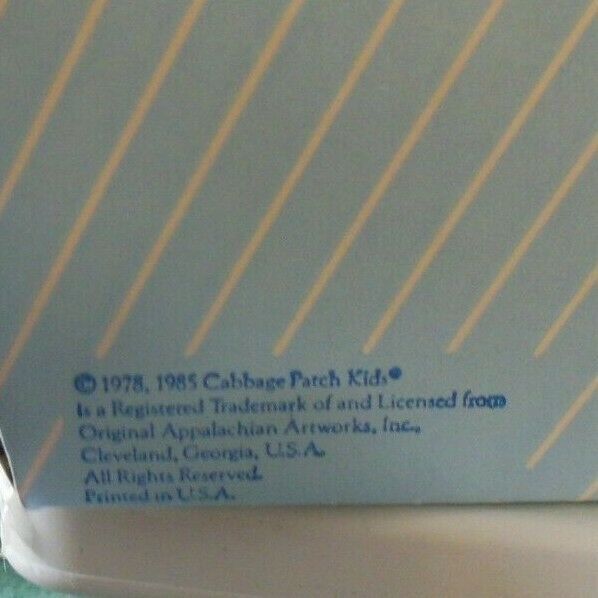 © 1978, 1985 Cabbage Patch Kids®
Is a Registered Trademark of and Licensed from
Original Appalachian Artworks, Inc.,
Cleveland, Georgia, U.S.A.
All Rights Reserved.
Printed in U.S.A.